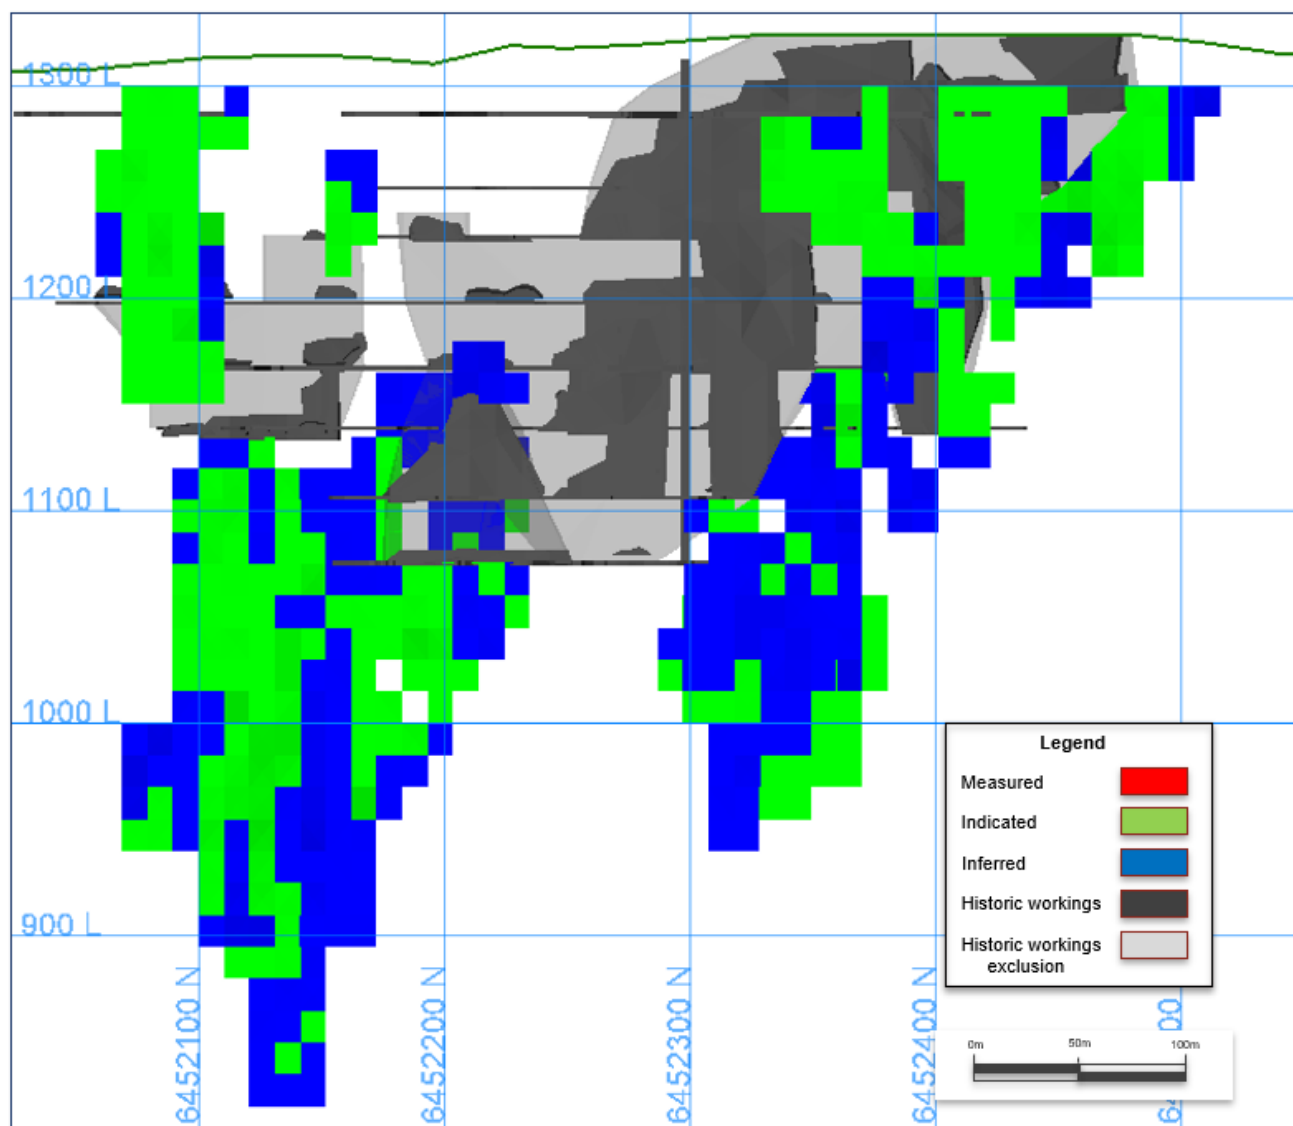 1300 L
1200 L
1100 L
1000 L
900 L
6452100 N
6452200 N
6452300 N
6452400 N
Legend
Measured
Indicated
Inferred
Historic workings
Historic workings
exclusion
0m
50m
100m